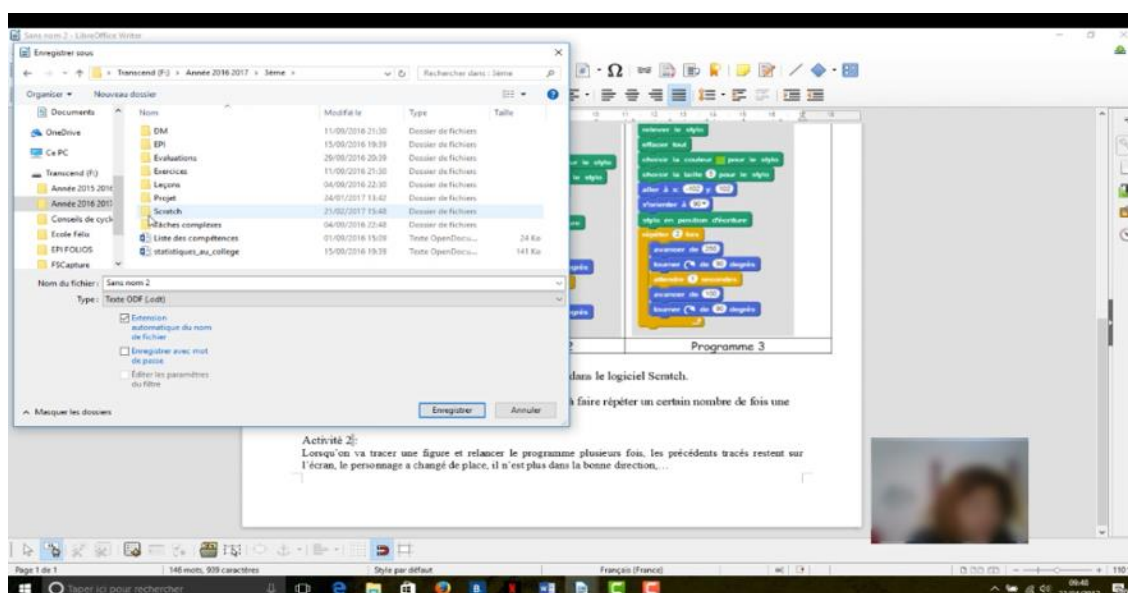 Sans nom 2 - LibreOffice Writer
Enregistrer sous
Transcend (F:) > Année 2016 2017 > 3ème >
Rechercher dans : 3ème
Organiser
Nouveau dossier
Documents
OneDrive
Ce PC
Transcend (F:)
Année 2015 2016
Année 2016 2017
Conseils de cycle
Ecole Félix
EPI FOLIOS
FSCapture
Nom Modifié le Type Taille
DM 11/09/2016 21:30 Dossier de fichiers
EPI 15/09/2016 19:39 Dossier de fichiers
Evaluations 29/08/2016 20:39 Dossier de fichiers
Exercices 11/09/2016 21:30 Dossier de fichiers
Leçons 04/09/2016 22:30 Dossier de fichiers
Projet 24/01/2017 13:42 Dossier de fichiers
Scratch 21/02/2017 15:48 Dossier de fichiers
Tâches complexes 04/09/2016 22:48 Dossier de fichiers
Liste des compétences 01/09/2016 15:09 Texte OpenDocu... 24 Ko
statistiques_au_college 15/09/2016 19:39 Texte OpenDocu... 141 Ko
Nom du fichier : Sans nom 2
Type : Texte ODF (.odt)
Extension
automatique du nom
de fichier
Enregistrer avec mot
de passe
Éditer les paramètres
du filtre
Masquer les dossiers
Enregistrer
Annuler
relever le stylo
effacer tout
choisir la couleur pour le stylo
choisir la taille pour le stylo
aller à x: -102 y: 102
s'orienter à 90
stylo en position d'écriture
répéter 2 fois
avancer de 250
tourner de 90 degrés
attendre 1 secondes
avancer de 100
tourner de 90 degrés
Programme 3
dans le logiciel Scratch.
à faire répéter un certain nombre de fois une
Activité 2 :
Lorsqu'on va tracer une figure et relancer le programme plusieurs fois, les précédents tracés restent sur
l'écran, le personnage a changé de place, il n'est plus dans la bonne direction,…
Page 1 de 1
146 mots, 939 caractères
Style par défaut
Français (France)
110
Taper ici pour rechercher
09:48